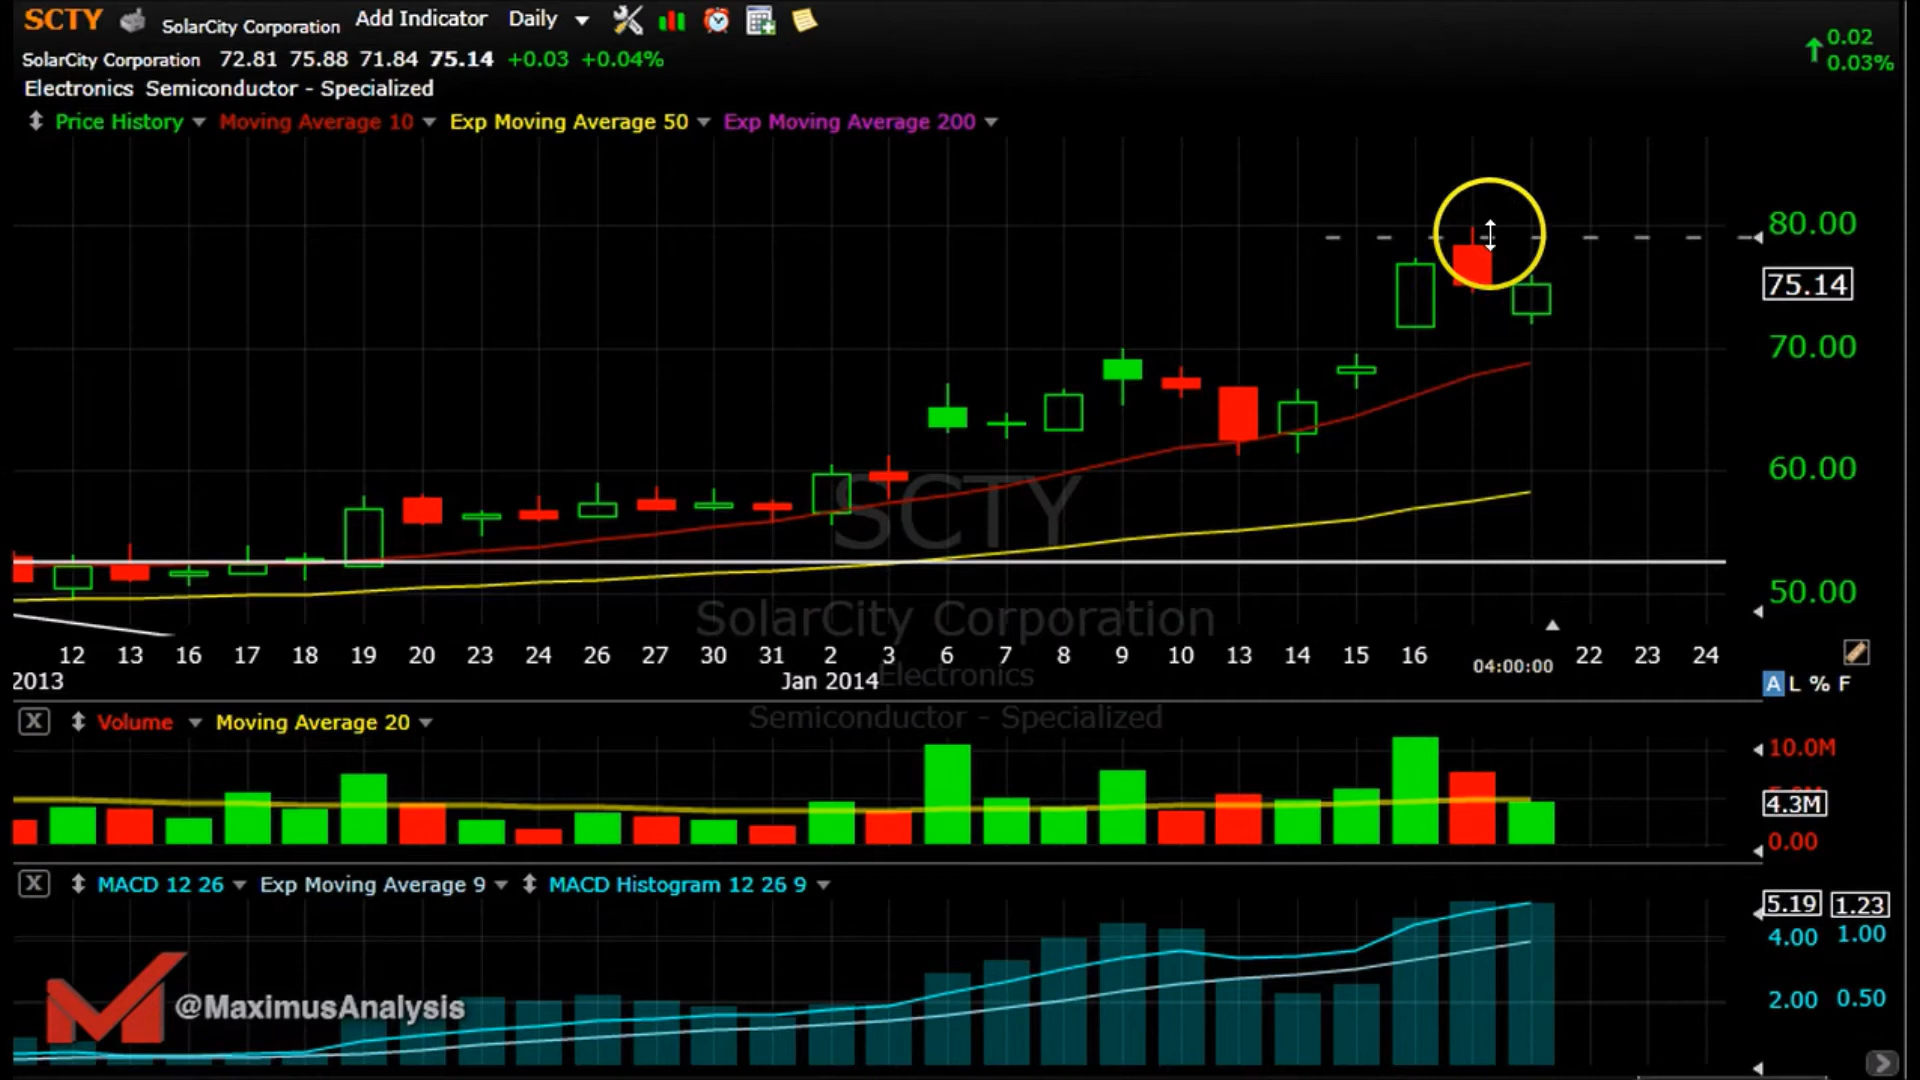 SCTY SolarCity Corporation Add Indicator Daily
0.02
0.03%
SolarCity Corporation 72.81 75.88 71.84 75.14 +0.03 +0.04%
Electronics Semiconductor - Specialized
Price History Moving Average 10 Exp Moving Average 50 Exp Moving Average 200
80.00
75.14
70.00
60.00
SCTY
50.00
SolarCity Corporation
12 13 16 17 18 19 20 23 24 26 27 30 31 2 3 6 7 8 9 10 13 14 15 16 04:00:00 22 23 24
2013 Jan 2014
Electronics
A L % F
Semiconductor - Specialized
X Volume Moving Average 20
10.0M
4.3M
0.00
X MACD 12 26 Exp Moving Average 9 MACD Histogram 12 26 9
5.19 1.23
4.00 1.00
2.00 0.50
@MaximusAnalysis